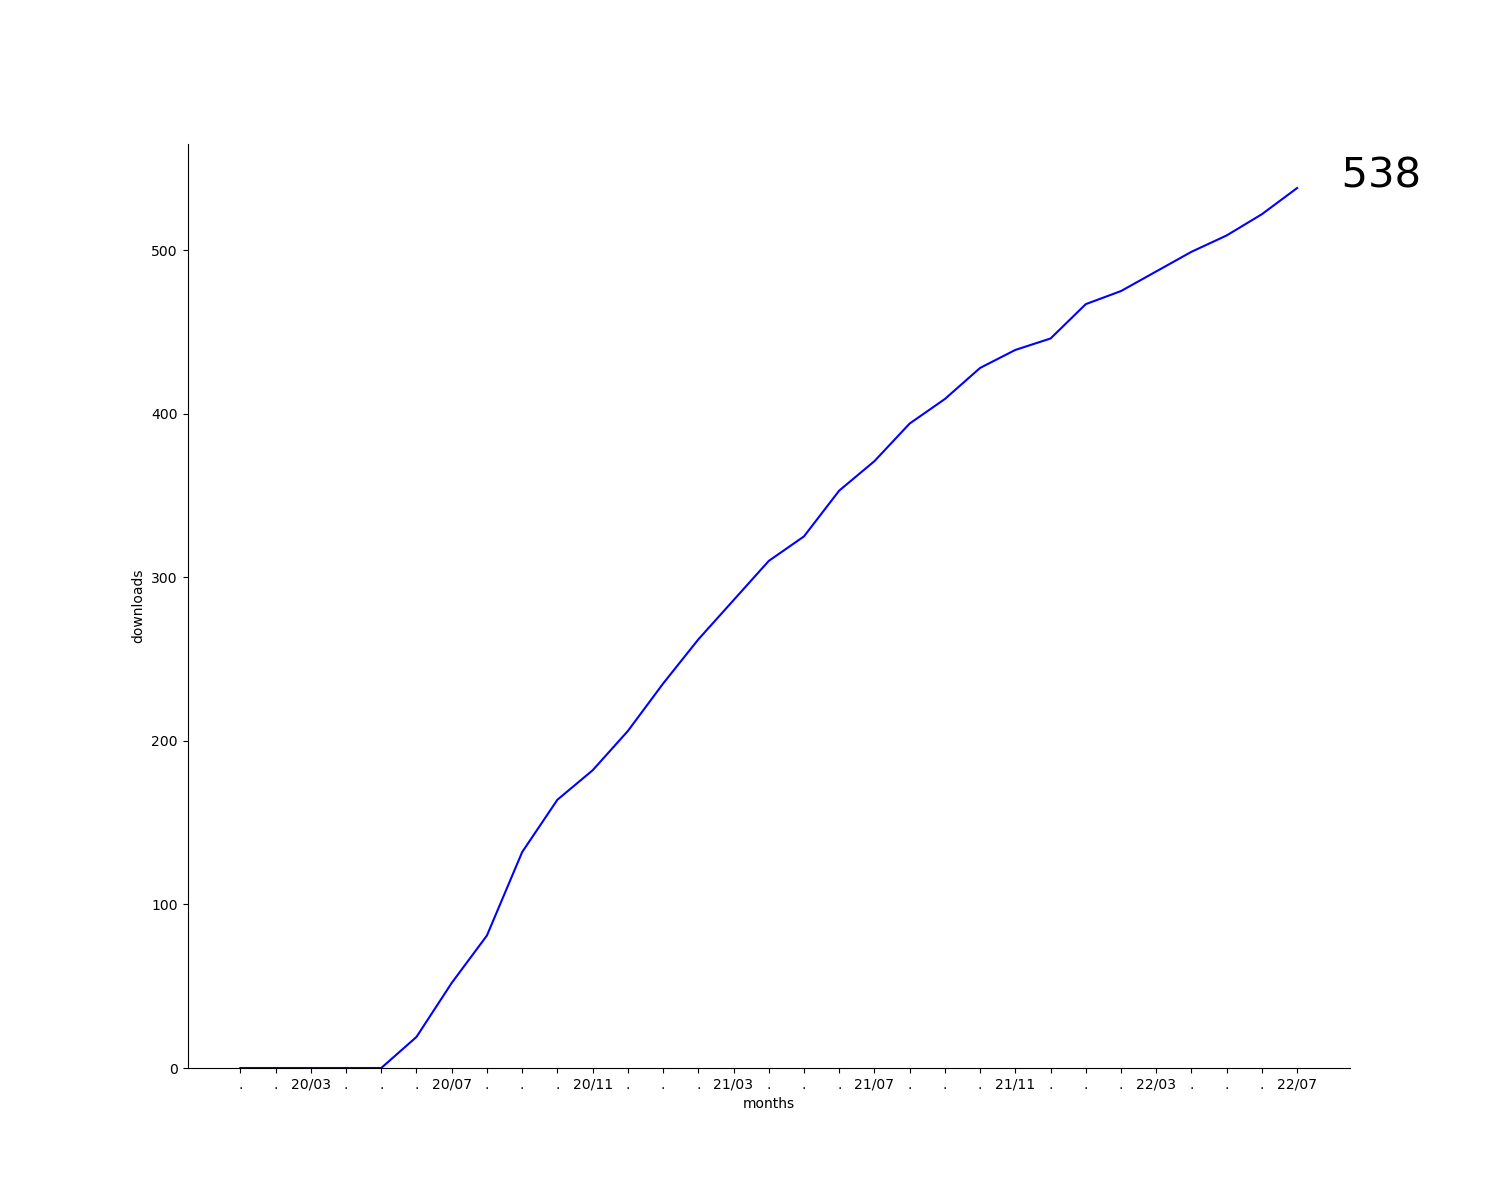 538
500
400
300
200
100
0
downloads
. . 20/03 . . . 20/07 . . . 20/11 . . . 21/03 . . . 21/07 . . . 21/11 . . . 22/03 . . . 22/07
months